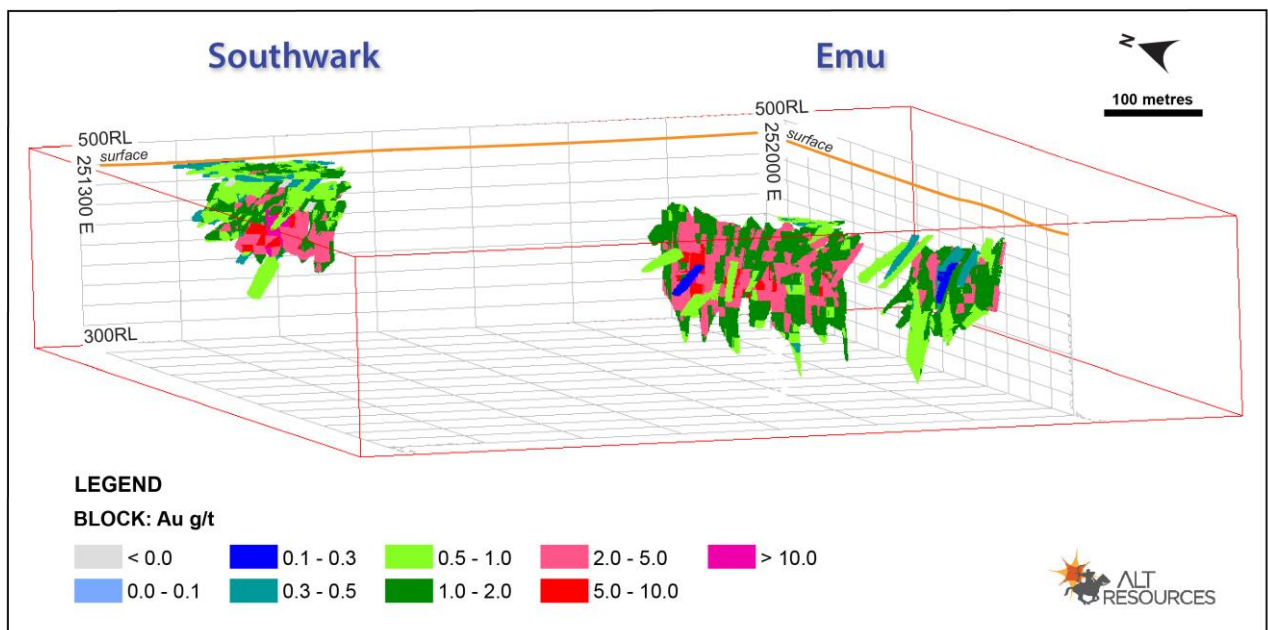 Southwark
Emu
N
100 metres
500RL
surface
251300 E
300RL
500RL
surface
252000 E
LEGEND
BLOCK: Au g/t
< 0.0
0.1 - 0.3
0.5 - 1.0
2.0 - 5.0
> 10.0
0.0 - 0.1
0.3 - 0.5
1.0 - 2.0
5.0 - 10.0
ALT
RESOURCES